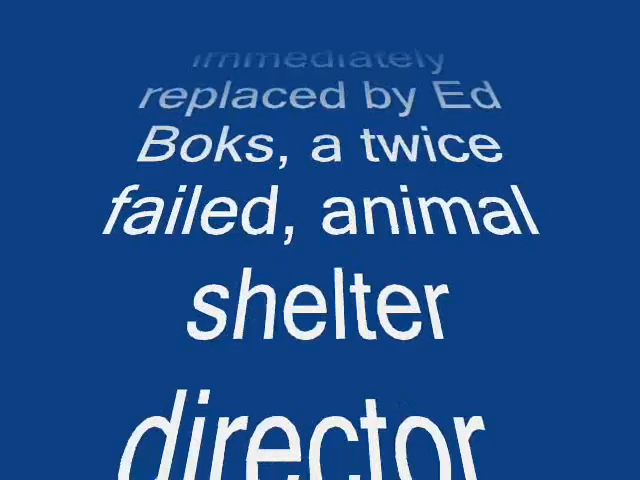 immediately
replaced by Ed
Boks, a twice
failed, animal
shelter
director